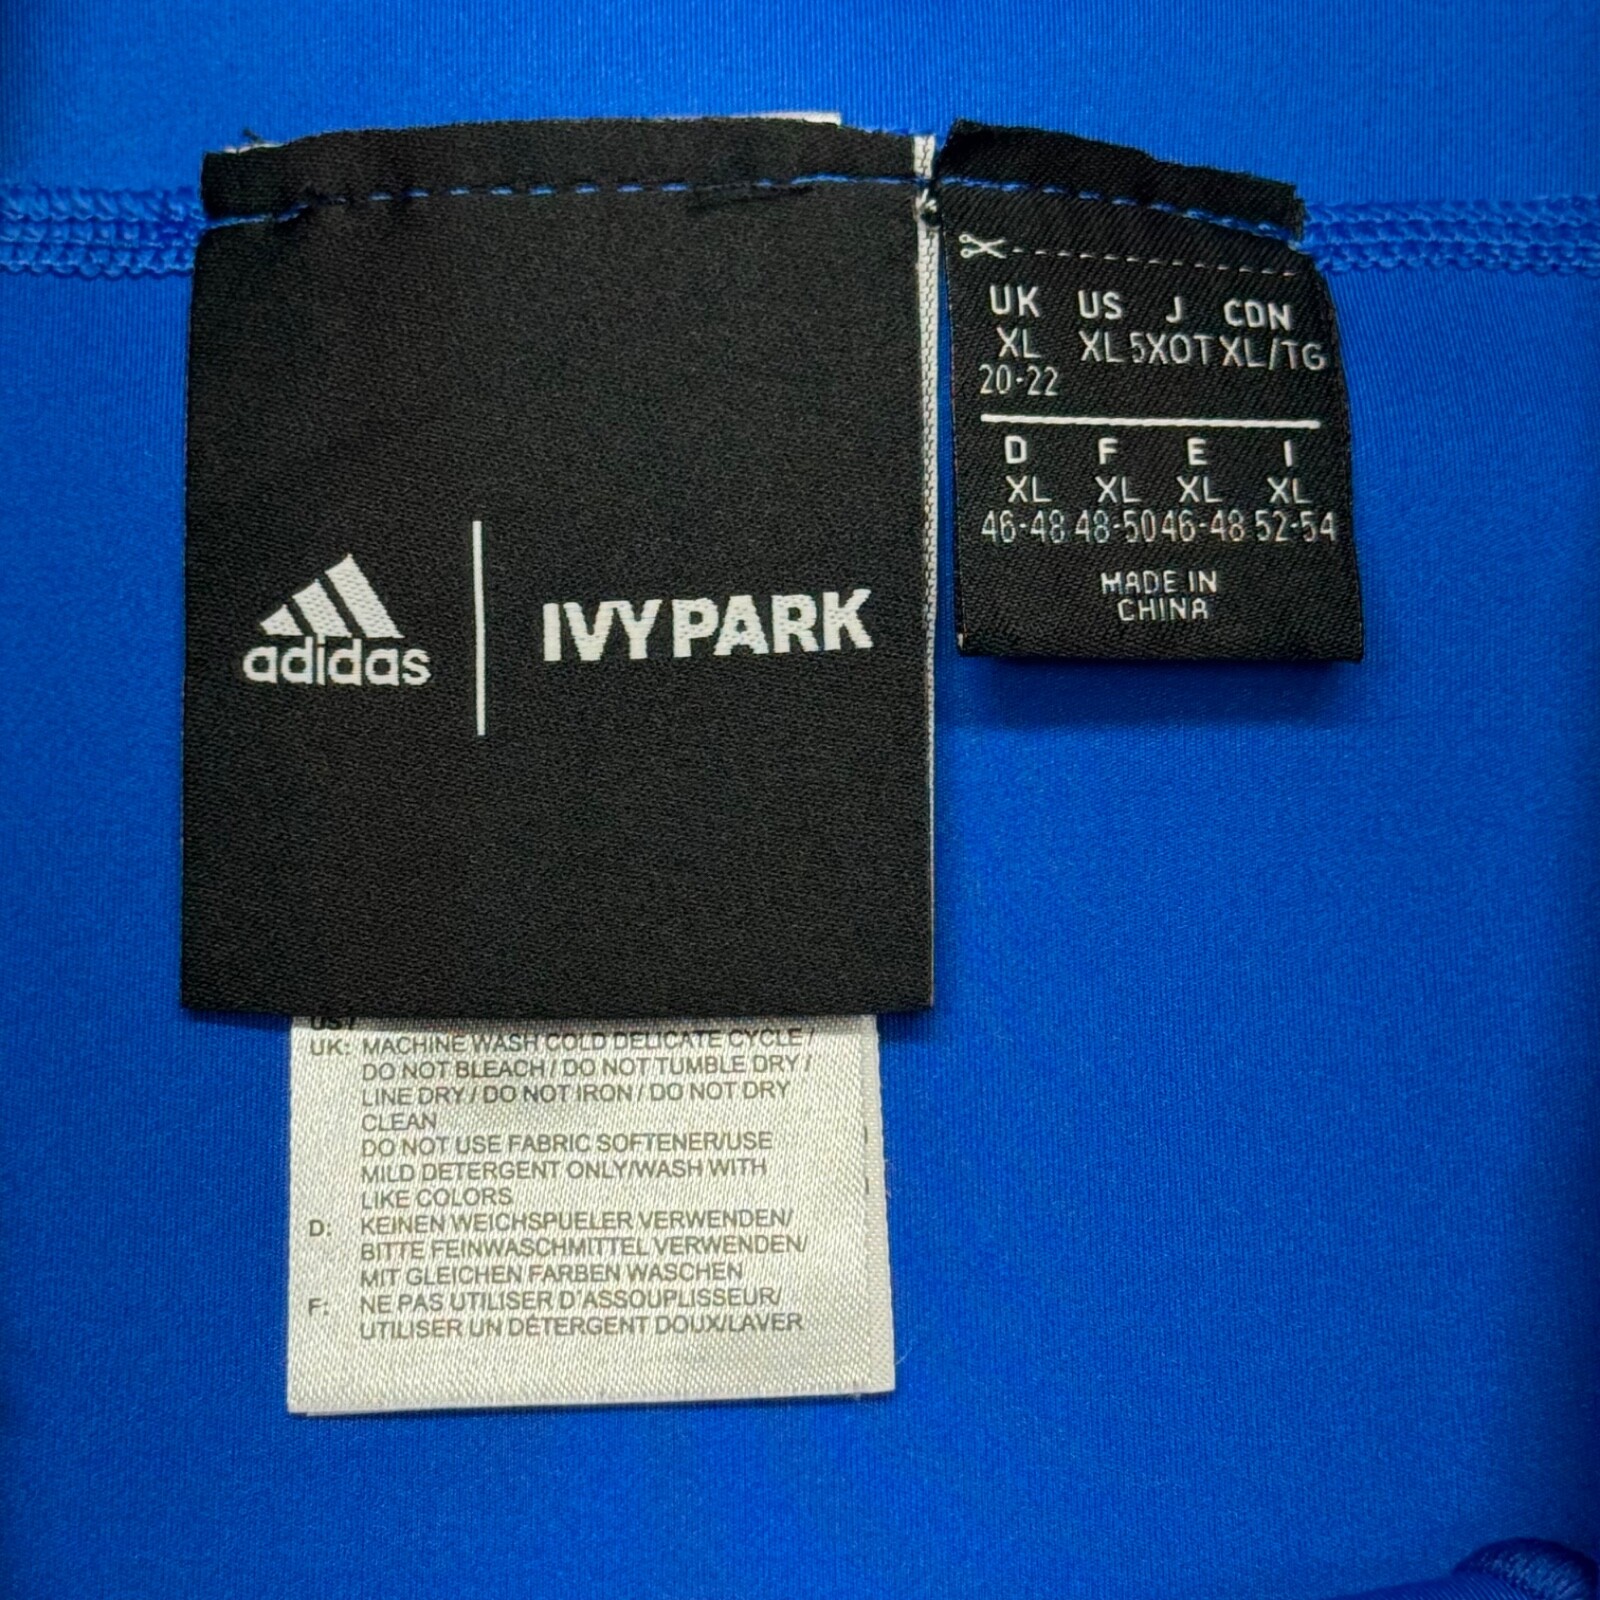 adidas
IVY PARK
UK US J CDN
XL XL 5XOT XL/TG
20-22
D F E I
XL XL XL XL
46-48 48-50 46-48 52-54
MADE IN
CHINA
US /
UK: MACHINE WASH COLD DELICATE CYCLE /
DO NOT BLEACH / DO NOT TUMBLE DRY /
LINE DRY / DO NOT IRON / DO NOT DRY
CLEAN
DO NOT USE FABRIC SOFTENER/USE
MILD DETERGENT ONLY/WASH WITH
LIKE COLORS
D: KEINEN WEICHSPUELER VERWENDEN/
BITTE FEINWASCHMITTEL VERWENDEN/
MIT GLEICHEN FARBEN WASCHEN
F: NE PAS UTILISER D'ASSOUPLISSEUR/
UTILISER UN DÉTERGENT DOUX/LAVER